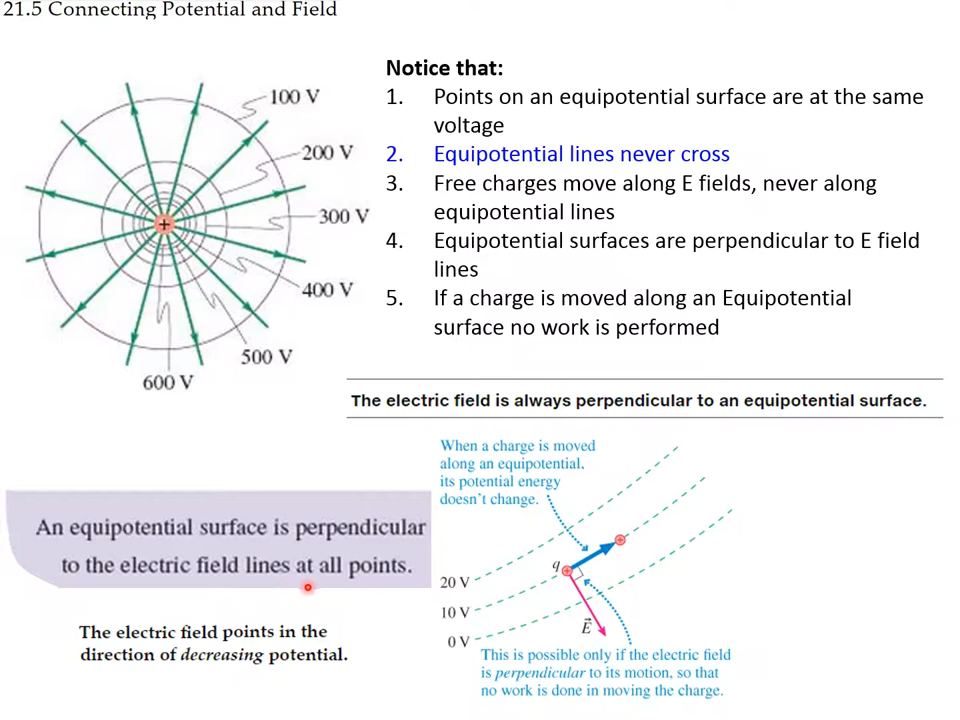 21.5 Connecting Potential and Field
100 V
200 V
300 V
400 V
500 V
600 V
+
Notice that:
1. Points on an equipotential surface are at the same
voltage
2. Equipotential lines never cross
3. Free charges move along E fields, never along
equipotential lines
4. Equipotential surfaces are perpendicular to E field
lines
5. If a charge is moved along an Equipotential
surface no work is performed
The electric field is always perpendicular to an equipotential surface.
An equipotential surface is perpendicular
to the electric field lines at all points.
The electric field points in the
direction of decreasing potential.
When a charge is moved
along an equipotential,
its potential energy
doesn't change.
q
+
+
20 V
10 V
0 V
E⃗
This is possible only if the electric field
is perpendicular to its motion, so that
no work is done in moving the charge.